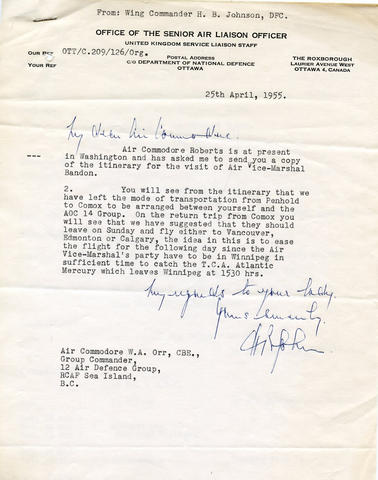 From: Wing Commander H. B. Johnson, DFC.
OFFICE OF THE SENIOR AIR LIAISON OFFICER
UNITED KINGDOM SERVICE LIAISON STAFF
Our Ref OTT/C.209/126/Org.
Your Ref
POSTAL ADDRESS
C/O DEPARTMENT OF NATIONAL DEFENCE
OTTAWA
THE ROXBOROUGH
LAURIER AVENUE WEST
OTTAWA 4, CANADA
25th April, 1955.
My dear Air Commodore.
Air Commodore Roberts is at present
--- in Washington and has asked me to send you a copy
of the itinerary for the visit of Air Vice-Marshal
Bandon.
2. You will see from the itinerary that we
have left the mode of transportation from Penhold
to Comox to be arranged between yourself and the
AOC 14 Group. On the return trip from Comox you
will see that we have suggested that they should
leave on Sunday and fly either to Vancouver,
Edmonton or Calgary, the idea in this is to ease
the flight for the following day since the Air
Vice-Marshal's party have to be in Winnipeg in
sufficient time to catch the T.C.A. Atlantic
Mercury which leaves Winnipeg at 1530 hrs.
My regards to your lady.
Yours sincerely,
HBJohnson
Air Commodore W.A. Orr, CBE.,
Group Commander,
12 Air Defence Group,
RCAF Sea Island,
B.C.